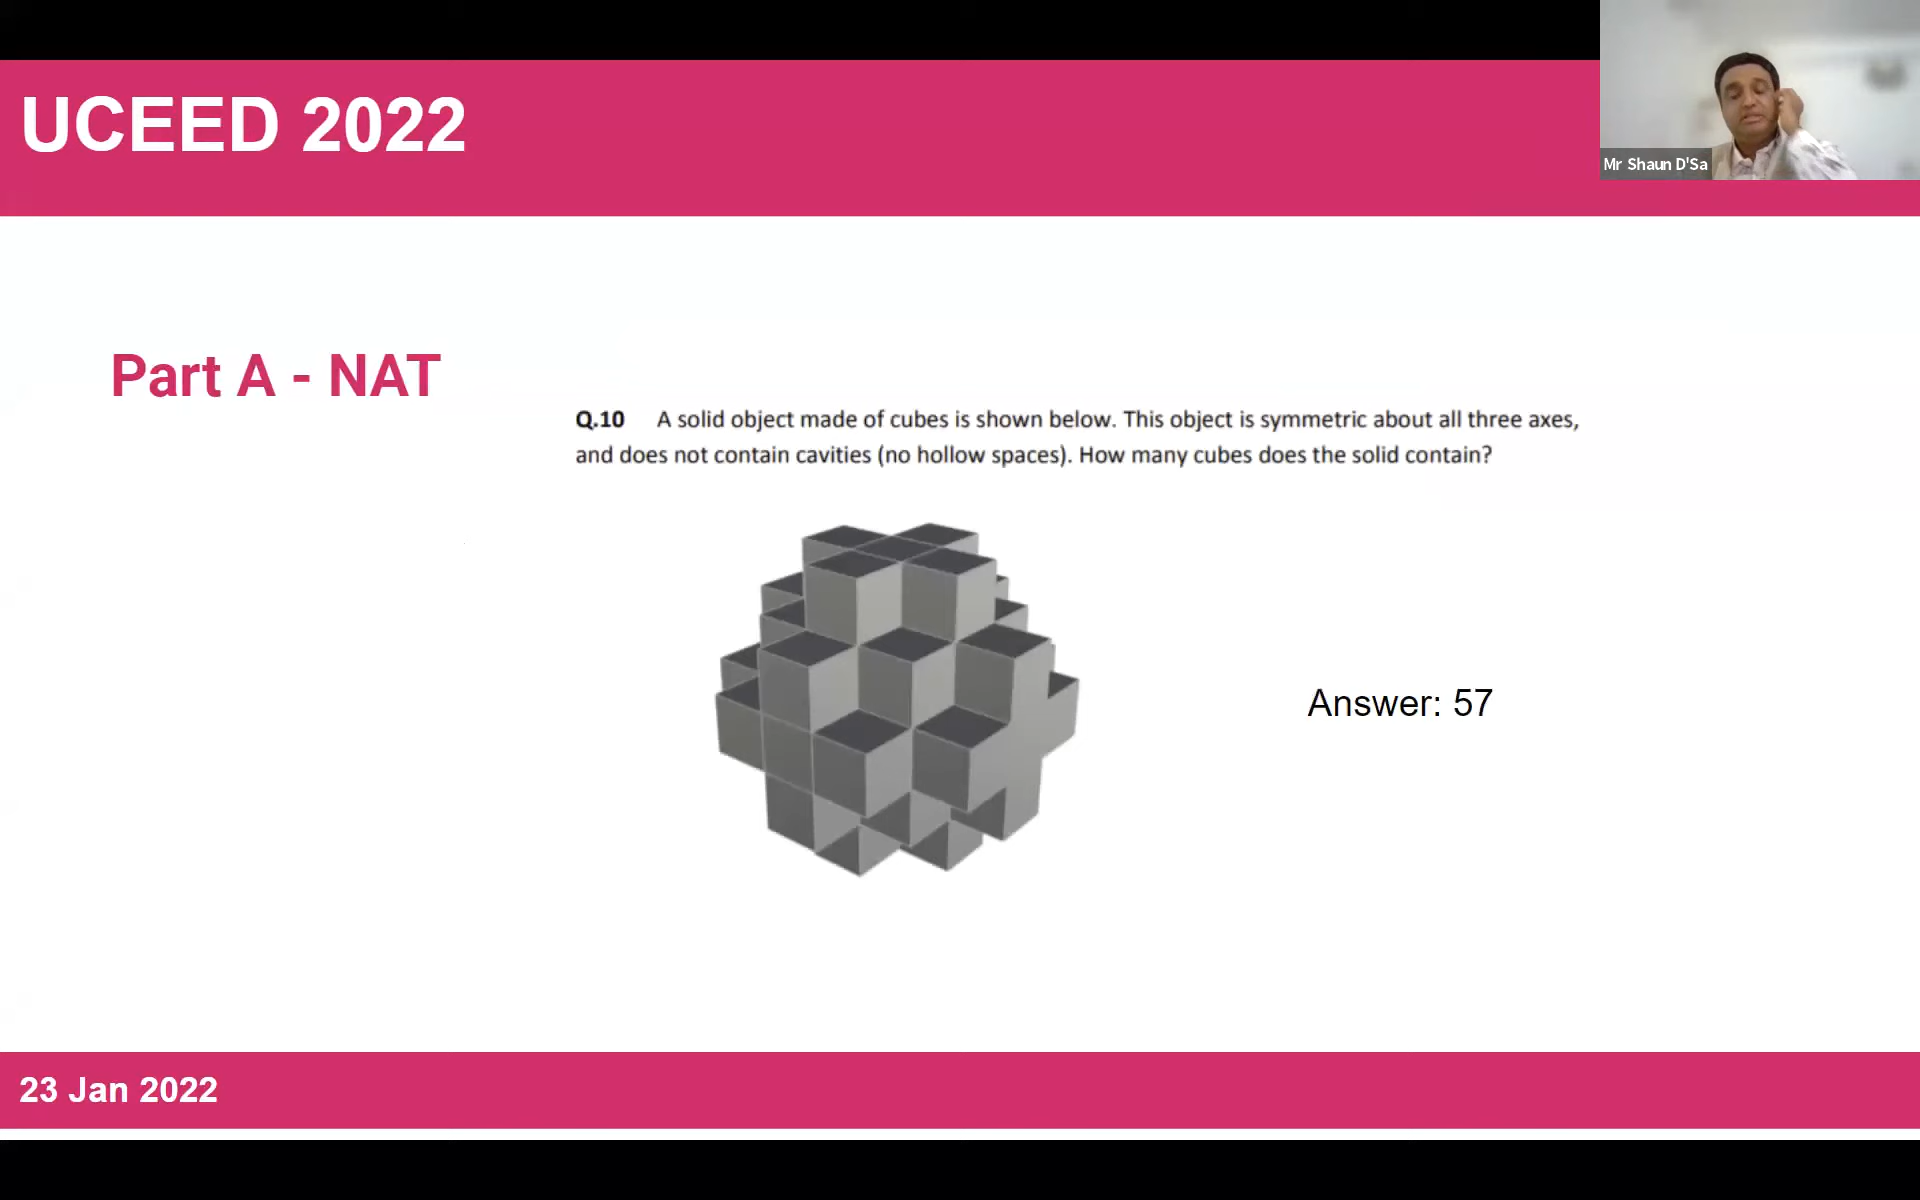 UCEED 2022
Mr Shaun D'Sa
Part A - NAT
Q.10 A solid object made of cubes is shown below. This object is symmetric about all three axes,
and does not contain cavities (no hollow spaces). How many cubes does the solid contain?
Answer: 57
23 Jan 2022